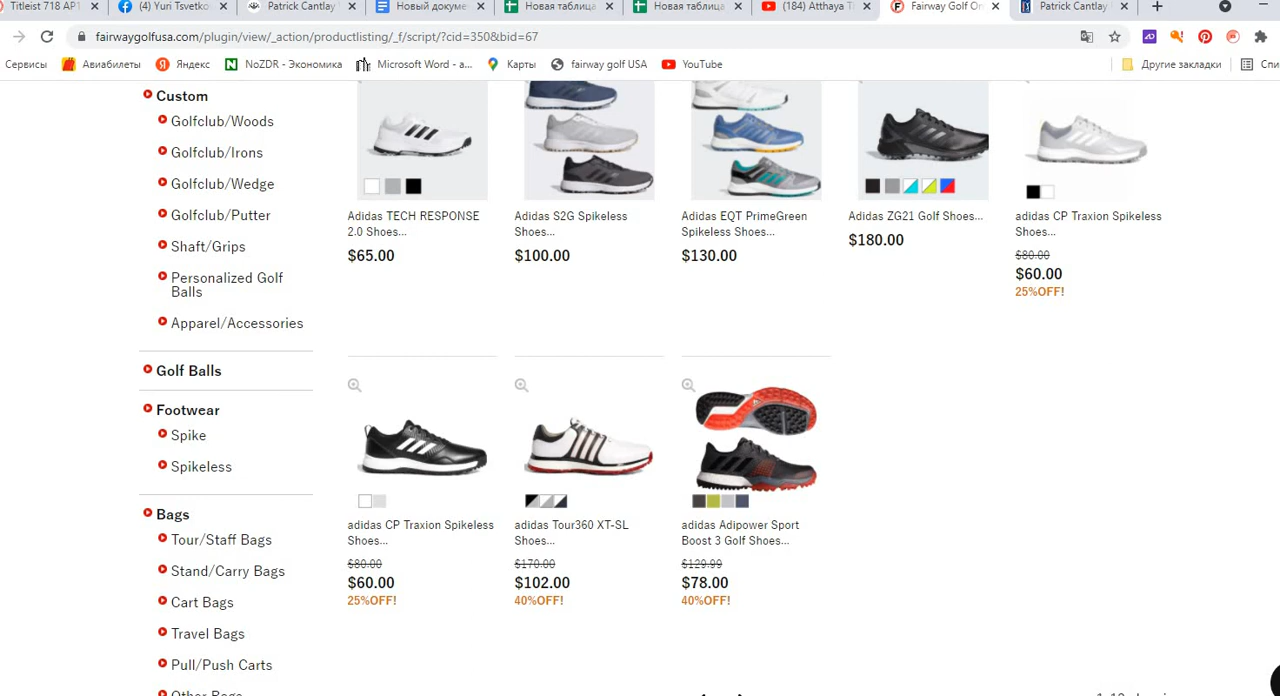 Titleist 718 AP1
(4) Yuri Tsvetko
Patrick Cantlay
Новый докуме
Новая таблица
Новая таблица
(184) Atthaya Ti
Fairway Golf On
Patrick Cantlay
fairwaygolfusa.com/plugin/view/_action/productlisting/_f/script/?cid=350&bid=67
Сервисы
Авиабилеты
Яндекс
NoZDR - Экономика
Microsoft Word - a...
Карты
fairway golf USA
YouTube
Другие закладки
Спи
Custom
Golfclub/Woods
Golfclub/Irons
Golfclub/Wedge
Golfclub/Putter
Shaft/Grips
Personalized Golf
Balls
Apparel/Accessories
Golf Balls
Footwear
Spike
Spikeless
Bags
Tour/Staff Bags
Stand/Carry Bags
Cart Bags
Travel Bags
Pull/Push Carts
Other Bags
Adidas TECH RESPONSE
2.0 Shoes...
$65.00
Adidas S2G Spikeless
Shoes...
$100.00
Adidas EQT PrimeGreen
Spikeless Shoes...
$130.00
Adidas ZG21 Golf Shoes...
$180.00
adidas CP Traxion Spikeless
Shoes...
$80.00
$60.00
25%OFF!
adidas CP Traxion Spikeless
Shoes...
$80.00
$60.00
25%OFF!
adidas Tour360 XT-SL
Shoes...
$170.00
$102.00
40%OFF!
adidas Adipower Sport
Boost 3 Golf Shoes...
$129.99
$78.00
40%OFF!